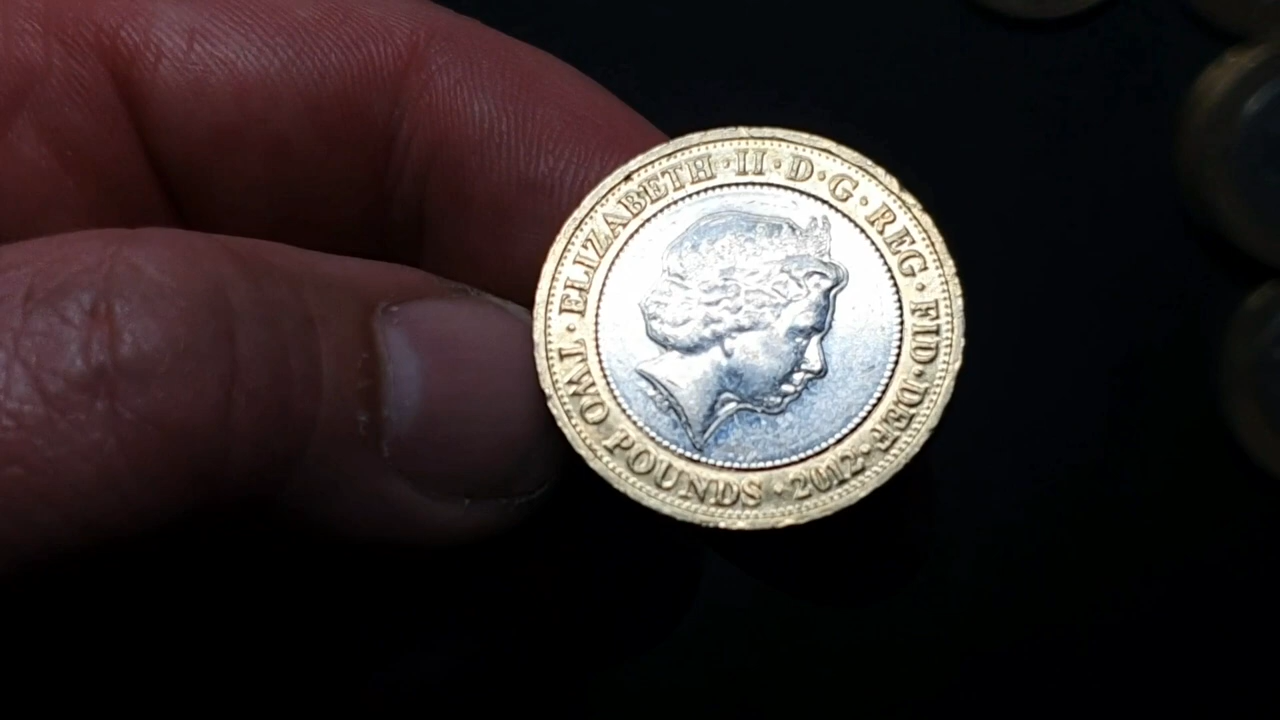 · ELIZABETH · II · D · G · REG · FID · DEF · 2012 · TWO POUNDS